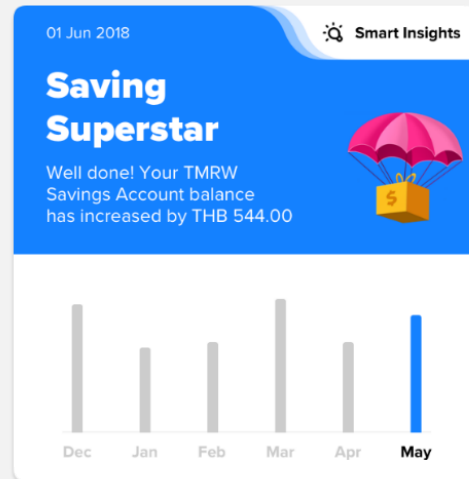 01 Jun 2018
Smart Insights
Saving
Superstar
Well done! Your TMRW
Savings Account balance
has increased by THB 544.00
$
Dec Jan Feb Mar Apr May